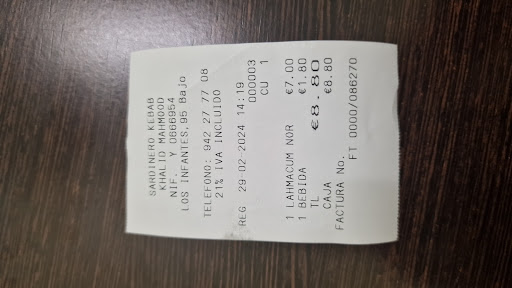 SARDINERO KEBAB
KHALID MAHMOOD
NIF. Y 0666954
LOS INFANTES,95 Bajo
TELEFONO: 942 27 77 08
21% IVA INCLUIDO
REG 29-02-2024 14:19
000003
CU 1
1 LAHMACUM NOR €7.00
1 BEBIDA €1.80
TL €8.80
CAJA €8.80
FACTURA No.
FT 0000/086270